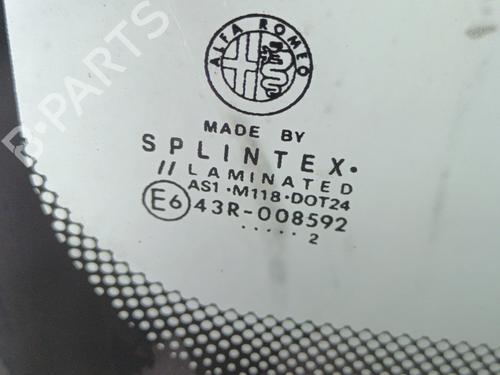 ALFA ROMEO
MADE BY
SPLINTEX.
// LAMINATED
AS1·M118·DOT24
E6 43R-008592
..... 2
B-PARTS